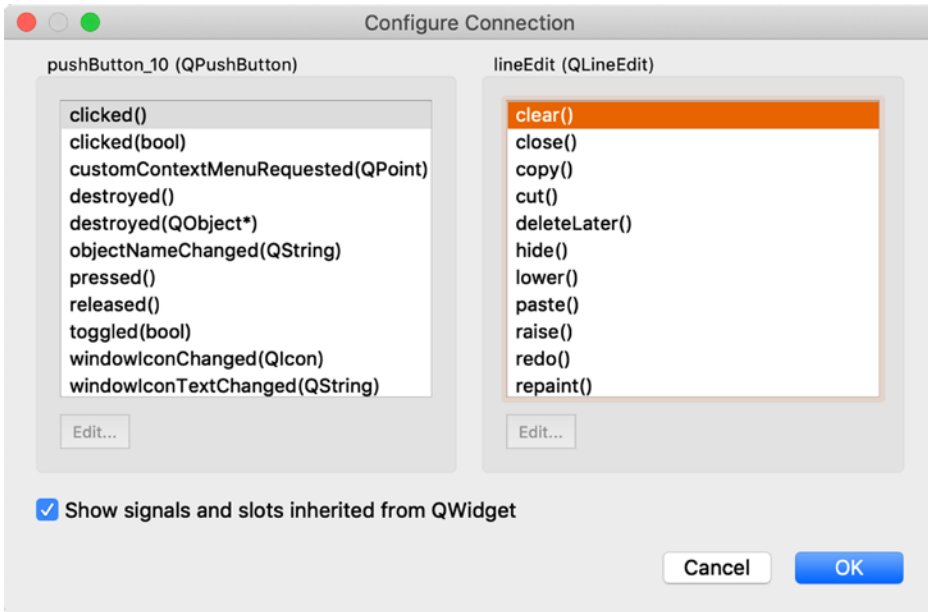 Configure Connection
pushButton_10 (QPushButton)
clicked()
clicked(bool)
customContextMenuRequested(QPoint)
destroyed()
destroyed(QObject*)
objectNameChanged(QString)
pressed()
released()
toggled(bool)
windowIconChanged(QIcon)
windowIconTextChanged(QString)
Edit...
lineEdit (QLineEdit)
clear()
close()
copy()
cut()
deleteLater()
hide()
lower()
paste()
raise()
redo()
repaint()
Edit...
Show signals and slots inherited from QWidget
Cancel
OK